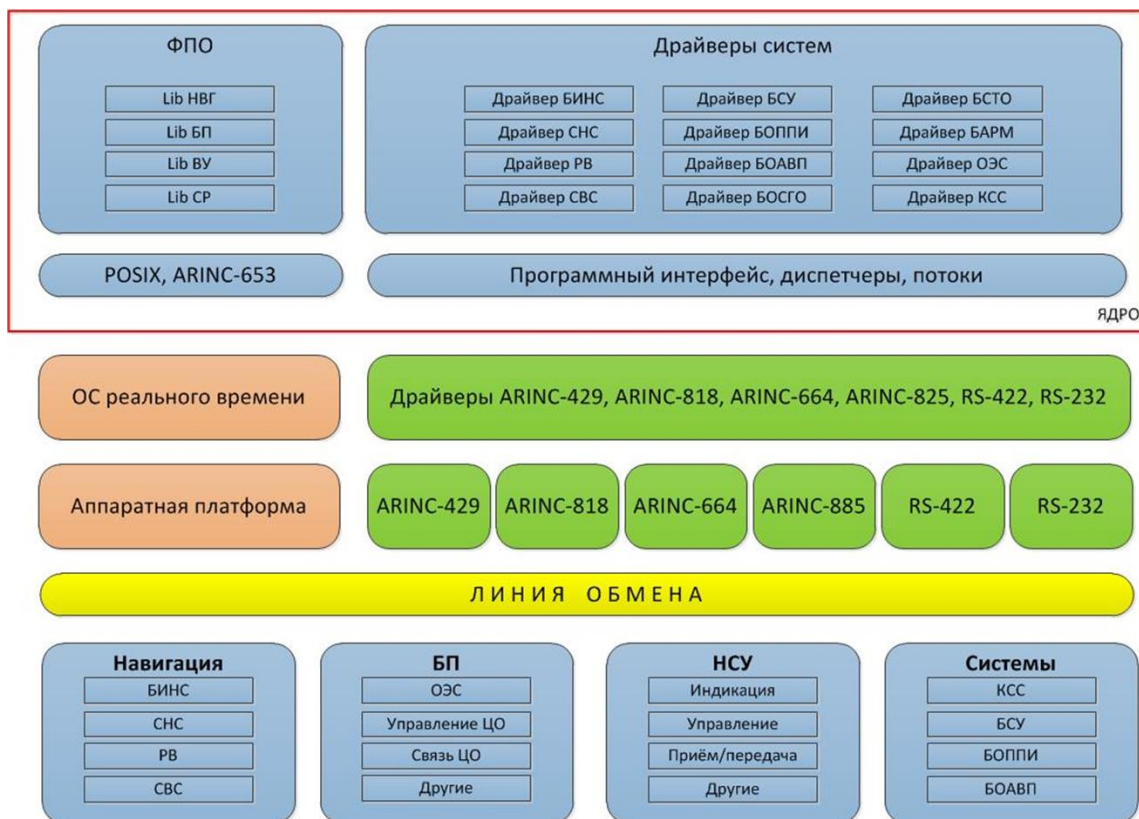 ФПО
Lib НВГ
Lib БП
Lib ВУ
Lib СР
Драйверы систем
Драйвер БИНС
Драйвер БСУ
Драйвер БСТО
Драйвер СНС
Драйвер БОППИ
Драйвер БАРМ
Драйвер РВ
Драйвер БОАВП
Драйвер ОЭС
Драйвер СВС
Драйвер БОСГО
Драйвер КСС
POSIX, ARINC-653
Программный интерфейс, диспетчеры, потоки
ЯДРО
ОС реального времени
Драйверы ARINC-429, ARINC-818, ARINC-664, ARINC-825, RS-422, RS-232
Аппаратная платформа
ARINC-429
ARINC-818
ARINC-664
ARINC-885
RS-422
RS-232
ЛИНИЯ ОБМЕНА
Навигация
БИНС
СНС
РВ
СВС
БП
ОЭС
Управление ЦО
Связь ЦО
Другие
НСУ
Индикация
Управление
Приём/передача
Другие
Системы
КСС
БСУ
БОППИ
БОАВП